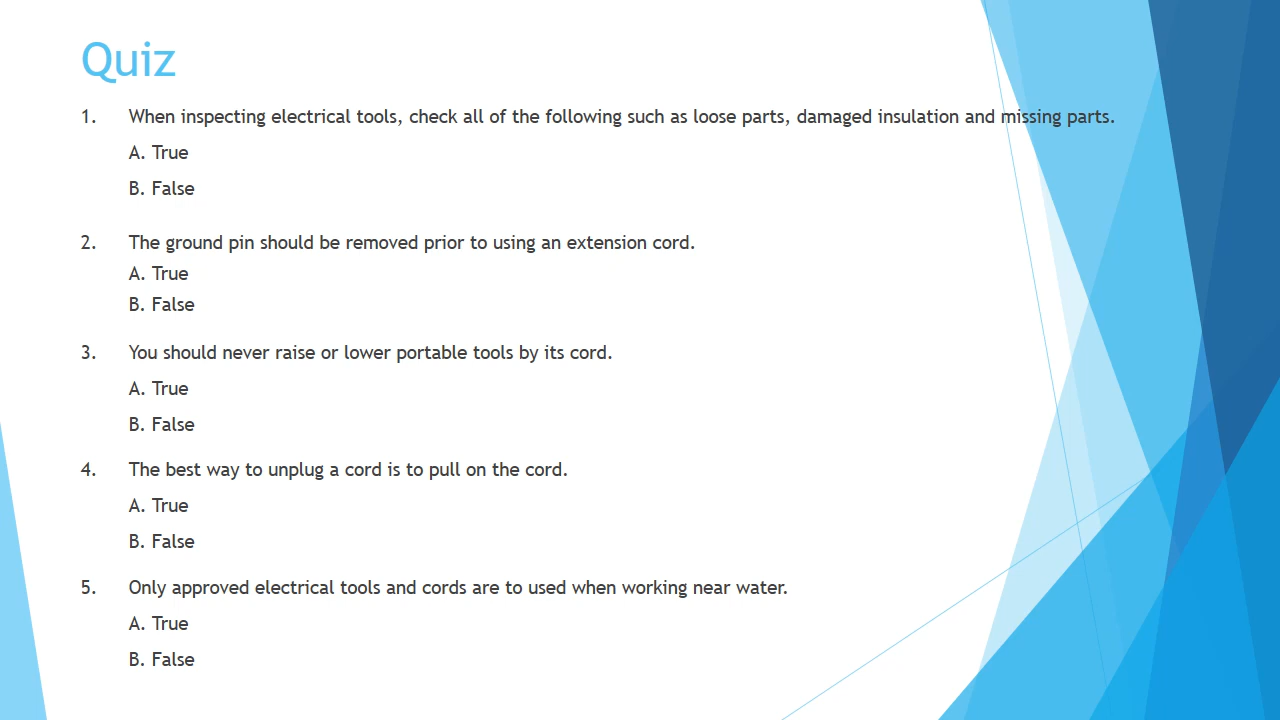 Quiz
1. When inspecting electrical tools, check all of the following such as loose parts, damaged insulation and missing parts.
A. True
B. False
2. The ground pin should be removed prior to using an extension cord.
A. True
B. False
3. You should never raise or lower portable tools by its cord.
A. True
B. False
4. The best way to unplug a cord is to pull on the cord.
A. True
B. False
5. Only approved electrical tools and cords are to used when working near water.
A. True
B. False